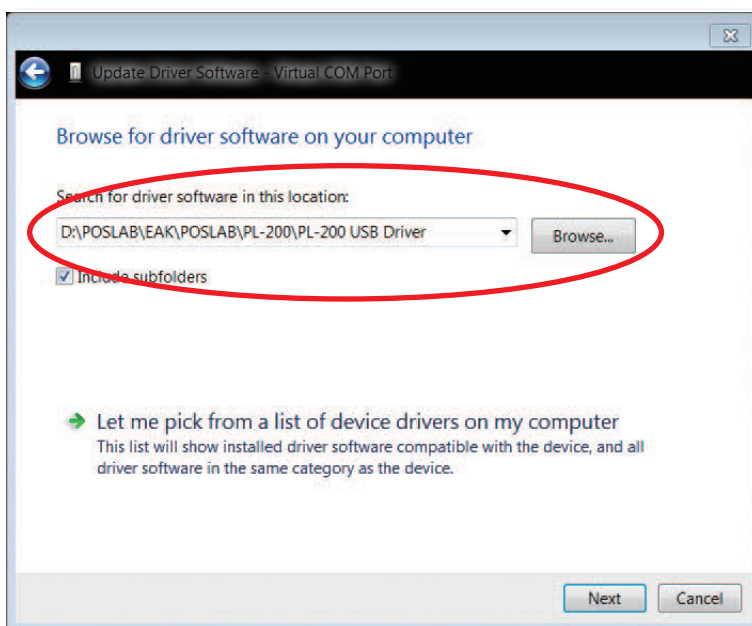 Update Driver Software - Virtual COM Port
Browse for driver software on your computer
Search for driver software in this location:
D:\POSLAB\EAK\POSLAB\PL-200\PL-200 USB Driver
Browse...
Include subfolders
Let me pick from a list of device drivers on my computer
This list will show installed driver software compatible with the device, and all
driver software in the same category as the device.
Next
Cancel